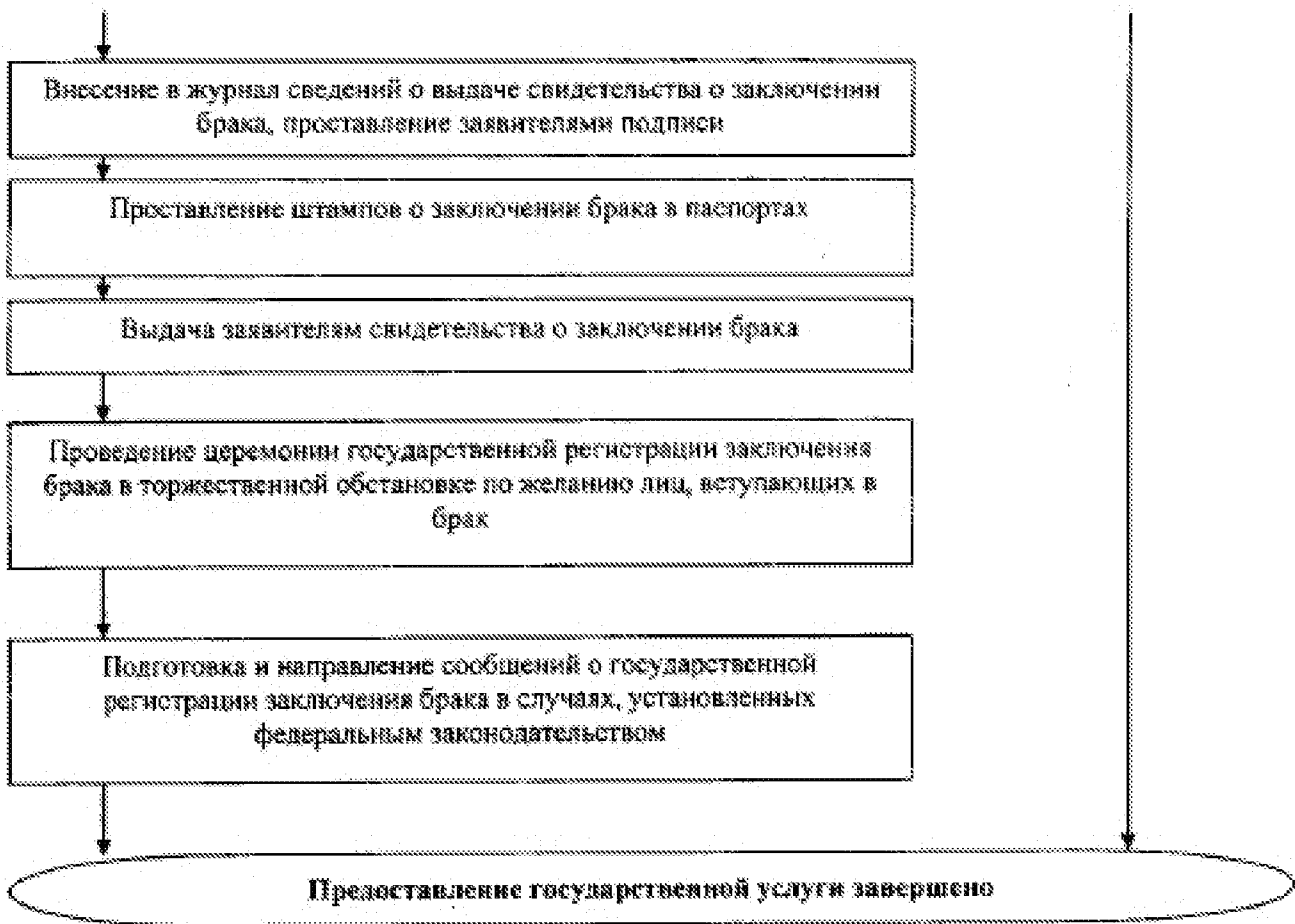 Внесение в журнал сведений о выдаче свидетельства о заключении
брака, проставление заявителями подписи
Проставление штампов о заключении брака в паспортах
Выдача заявителям свидетельства о заключении брака
Проведение церемонии государственной регистрации заключения
брака в торжественной обстановке по желанию лиц, вступающих в
брак
Подготовка и направление сообщений о государственной
регистрации заключения брака в случаях, установленных
федеральным законодательством
Предоставление государственной услуги завершено